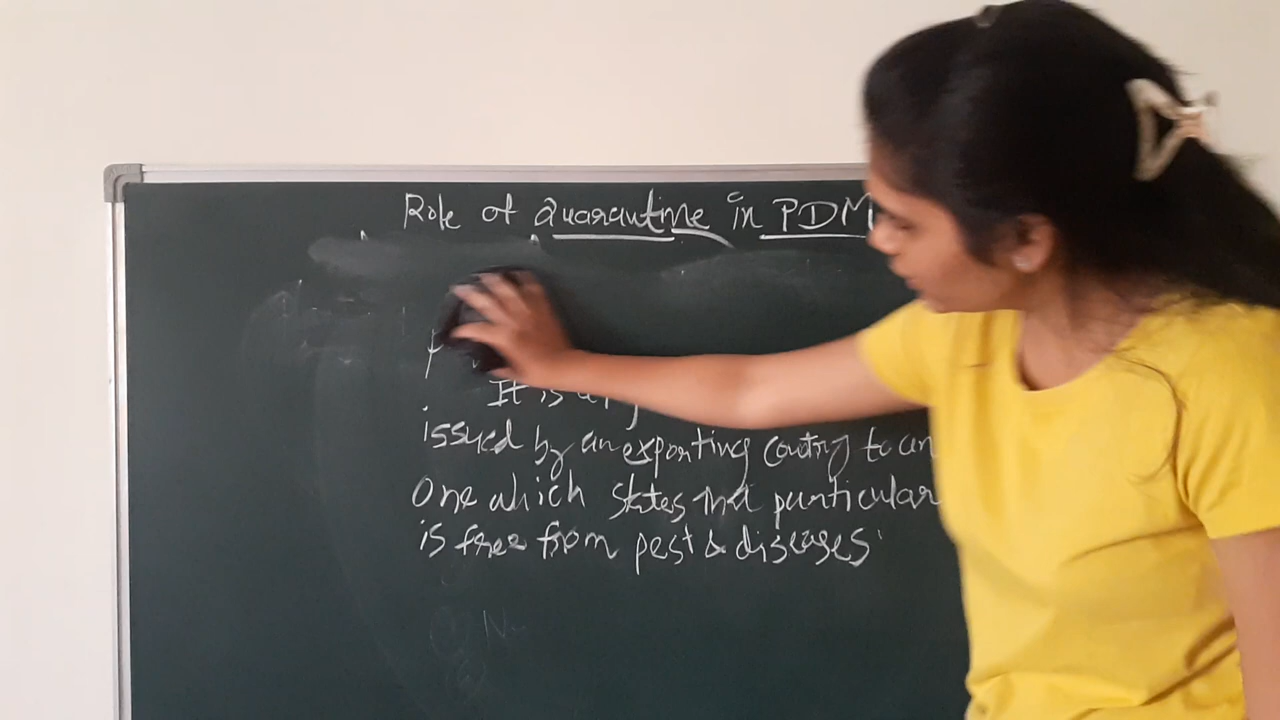 Role of Quarantine in PDM
It is a
issued by an exporting coutry to an
One which states that particular
is free from pest & diseases.